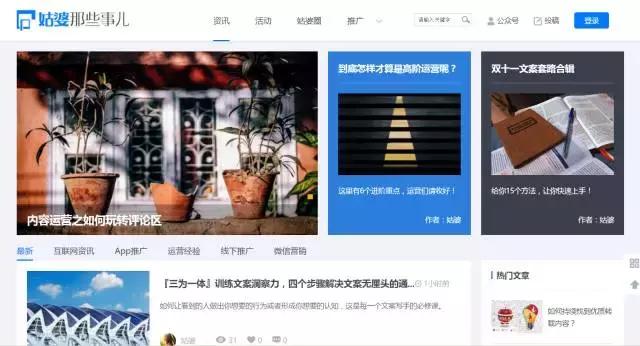 姑婆那些事儿
资讯 活动 姑婆圈 推广
请输入关键字
公众号 投稿 登录
内容运营之如何玩转评论区
到底怎样才算是高阶运营呢？
这里有6个进阶重点，运营们请收好！
作者：姑婆
双十一文案套路合辑
给你15个方法，让你快速上手！
作者：姑婆
最新 互联网资讯 App推广 运营经验 线下推广 微信营销
『三为一体』训练文案洞察力，四个步骤解决文案无厘头的通...
1小时前
如何让看到的人做出你想要的行为或者形成你想要的认知，这是每一个文案写手的必修课。
姑婆 31 0 0
热门文章
如何持续找到优质
转载内容？